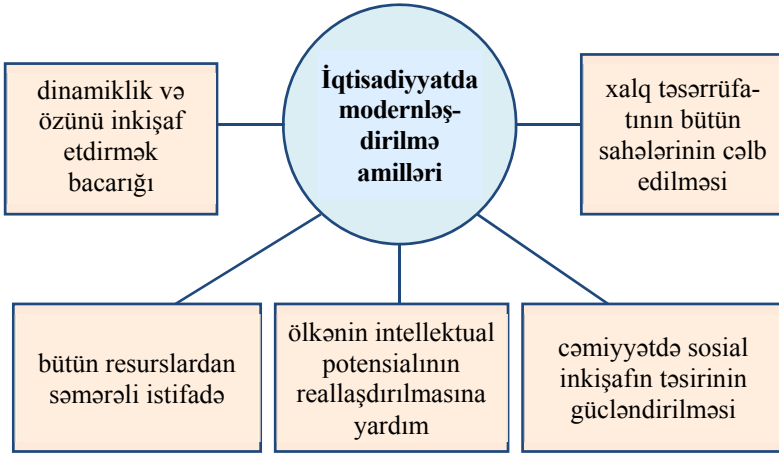 İqtisadiyyatda
modernləş-
dirilmə
amilləri
dinamiklik və
özünü inkişaf
etdirmək
bacarığı
xalq təsərrüfa-
tının bütün
sahələrinin cəlb
edilməsi
bütün resurslardan
səmərəli istifadə
ölkənin intellektual
potensialının
reallaşdırılmasına
yardım
cəmiyyətdə sosial
inkişafın təsirinin
gücləndirilməsi